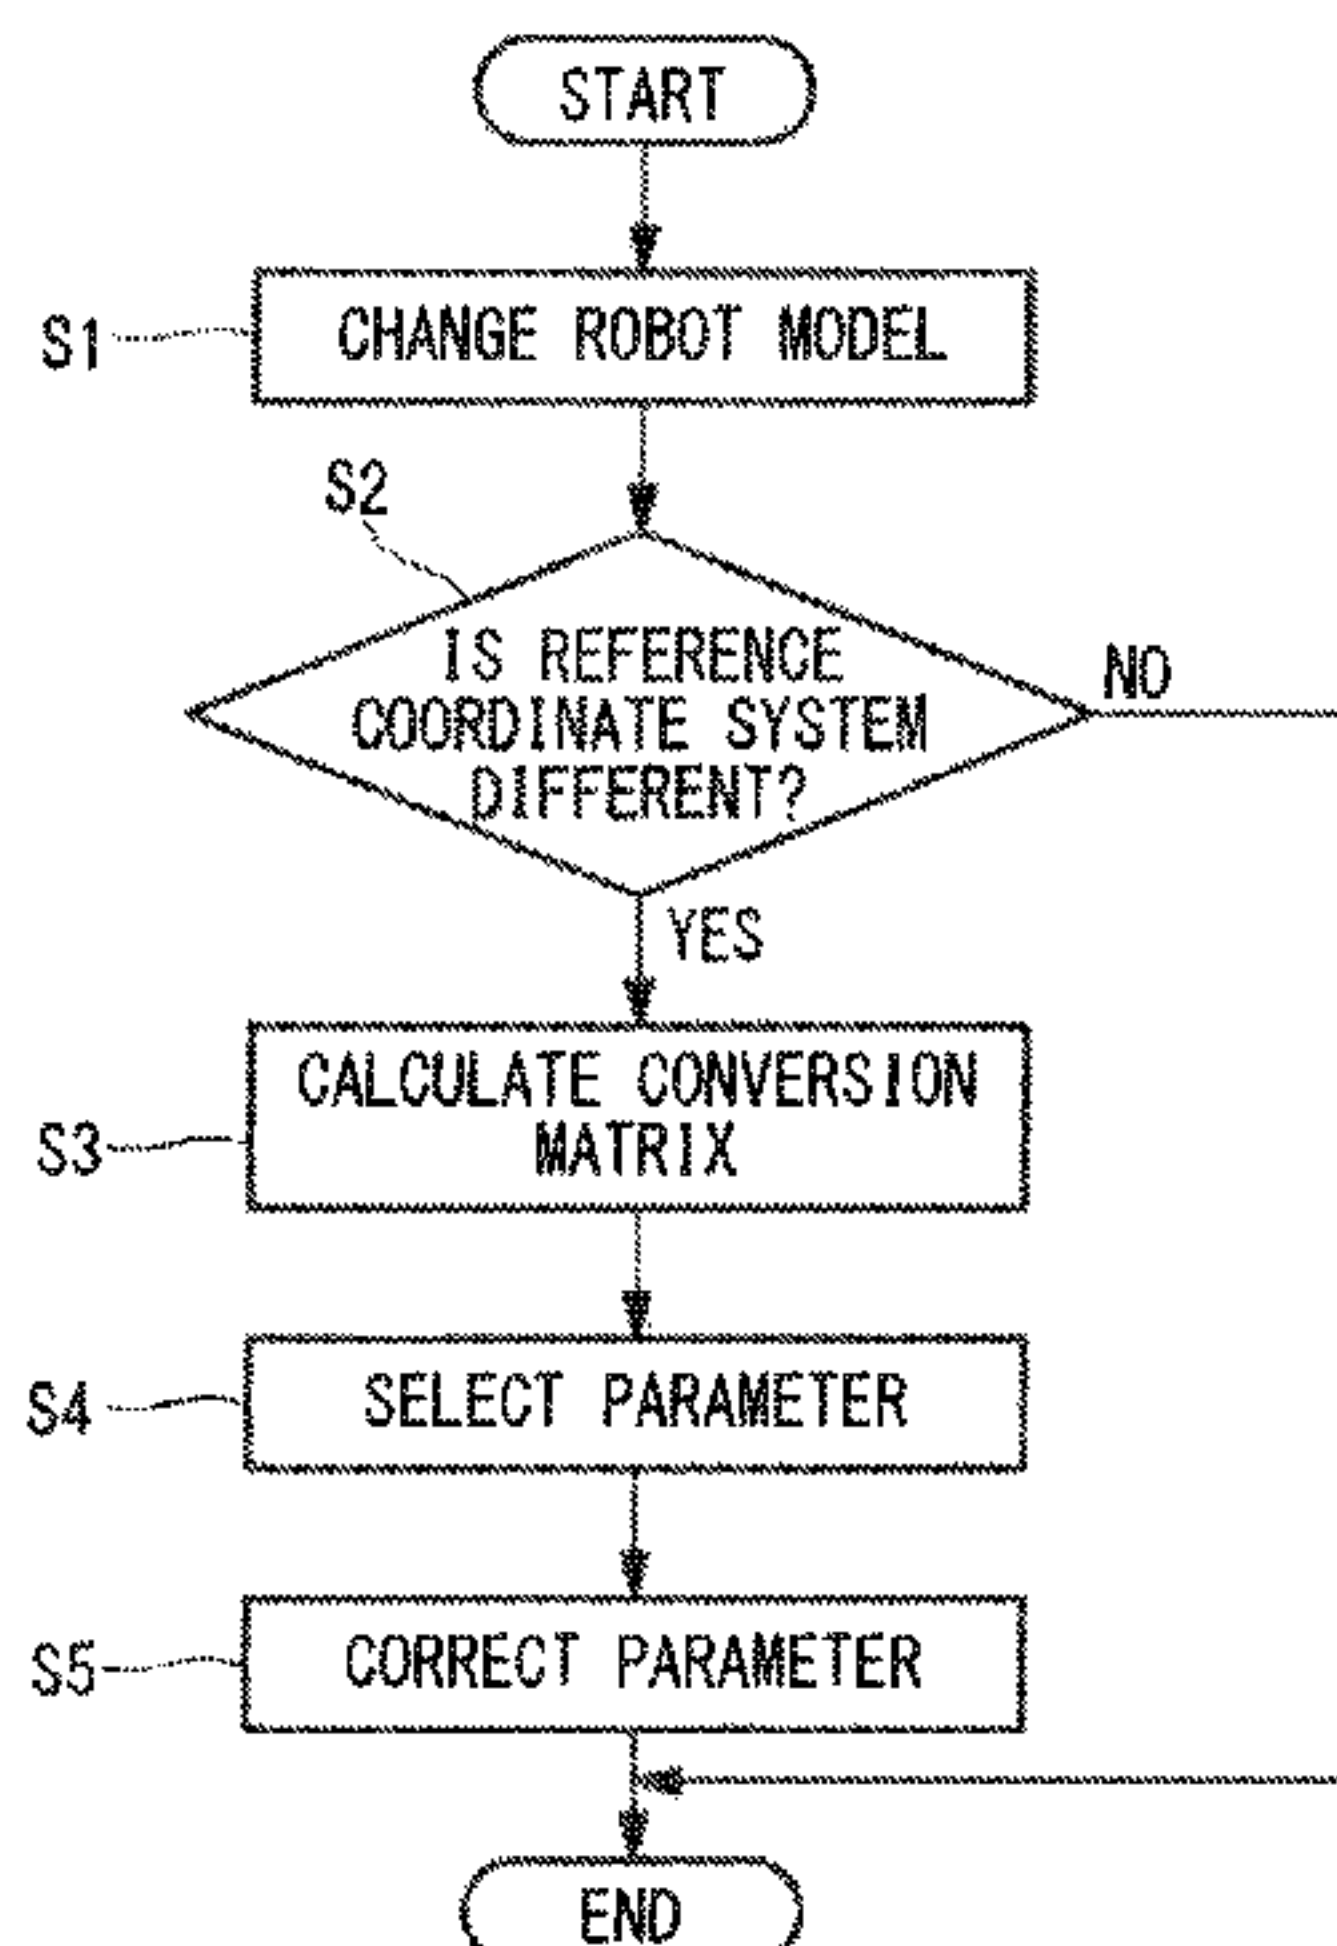 START
S1
CHANGE ROBOT MODEL
S2
IS REFERENCE
COORDINATE SYSTEM
DIFFERENT?
NO
YES
S3
CALCULATE CONVERSION
MATRIX
S4
SELECT PARAMETER
S5
CORRECT PARAMETER
END